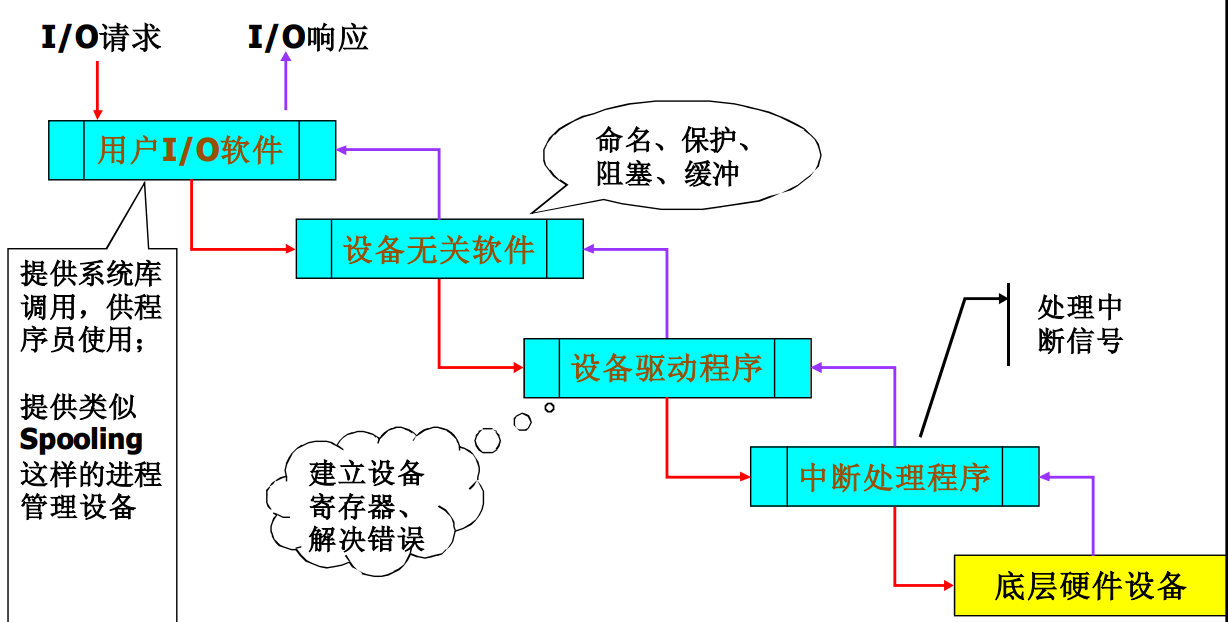 I/O请求
I/O响应
用户I/O软件
命名、保护、
阻塞、缓冲
设备无关软件
提供系统库
调用，供程
序员使用；
提供类似
Spooling
这样的进程
管理设备
处理中
断信号
设备驱动程序
建立设备
寄存器、
解决错误
中断处理程序
底层硬件设备